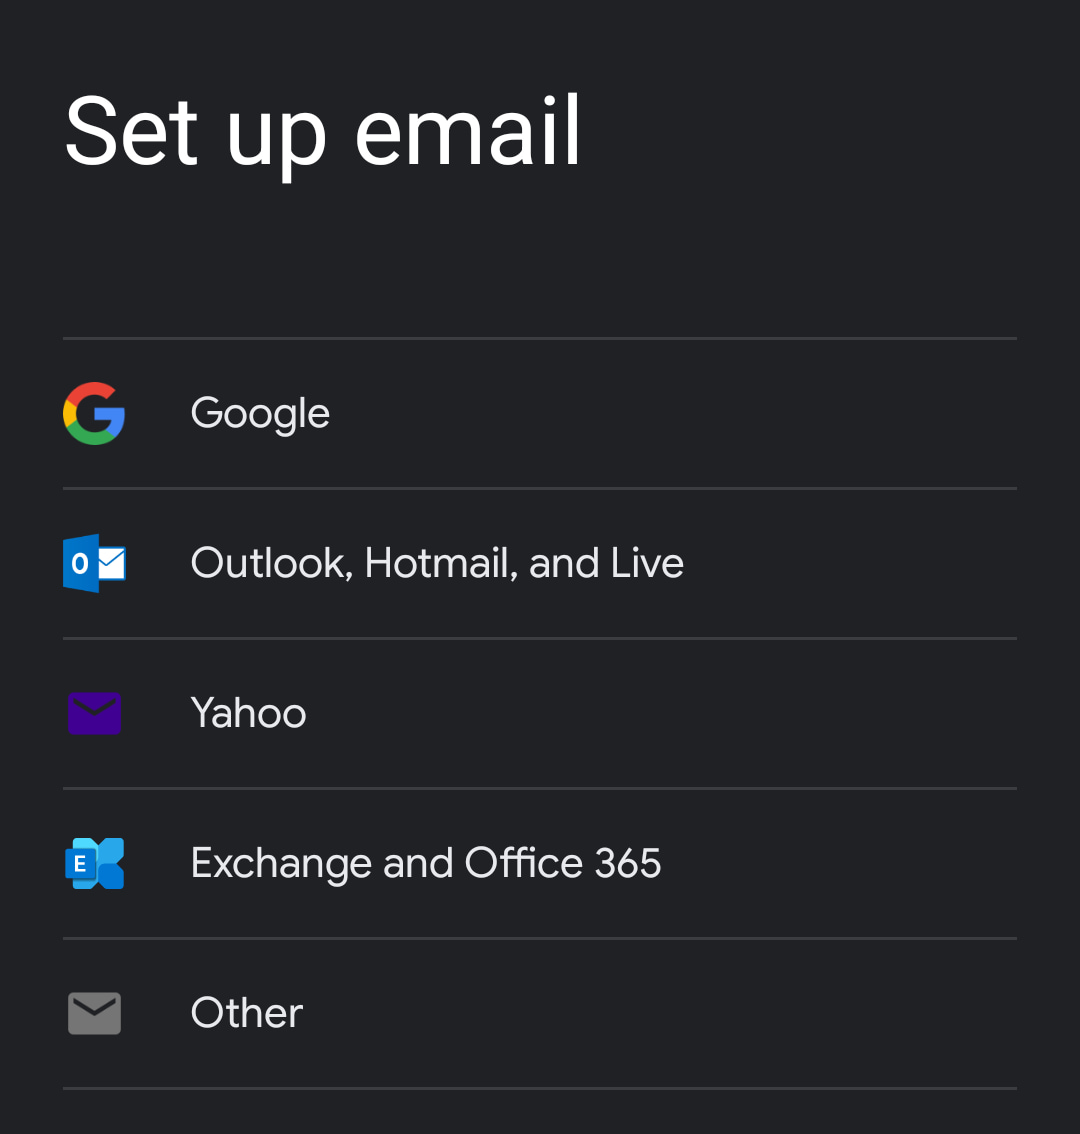 Set up email
Google
Outlook, Hotmail, and Live
Yahoo
Exchange and Office 365
Other